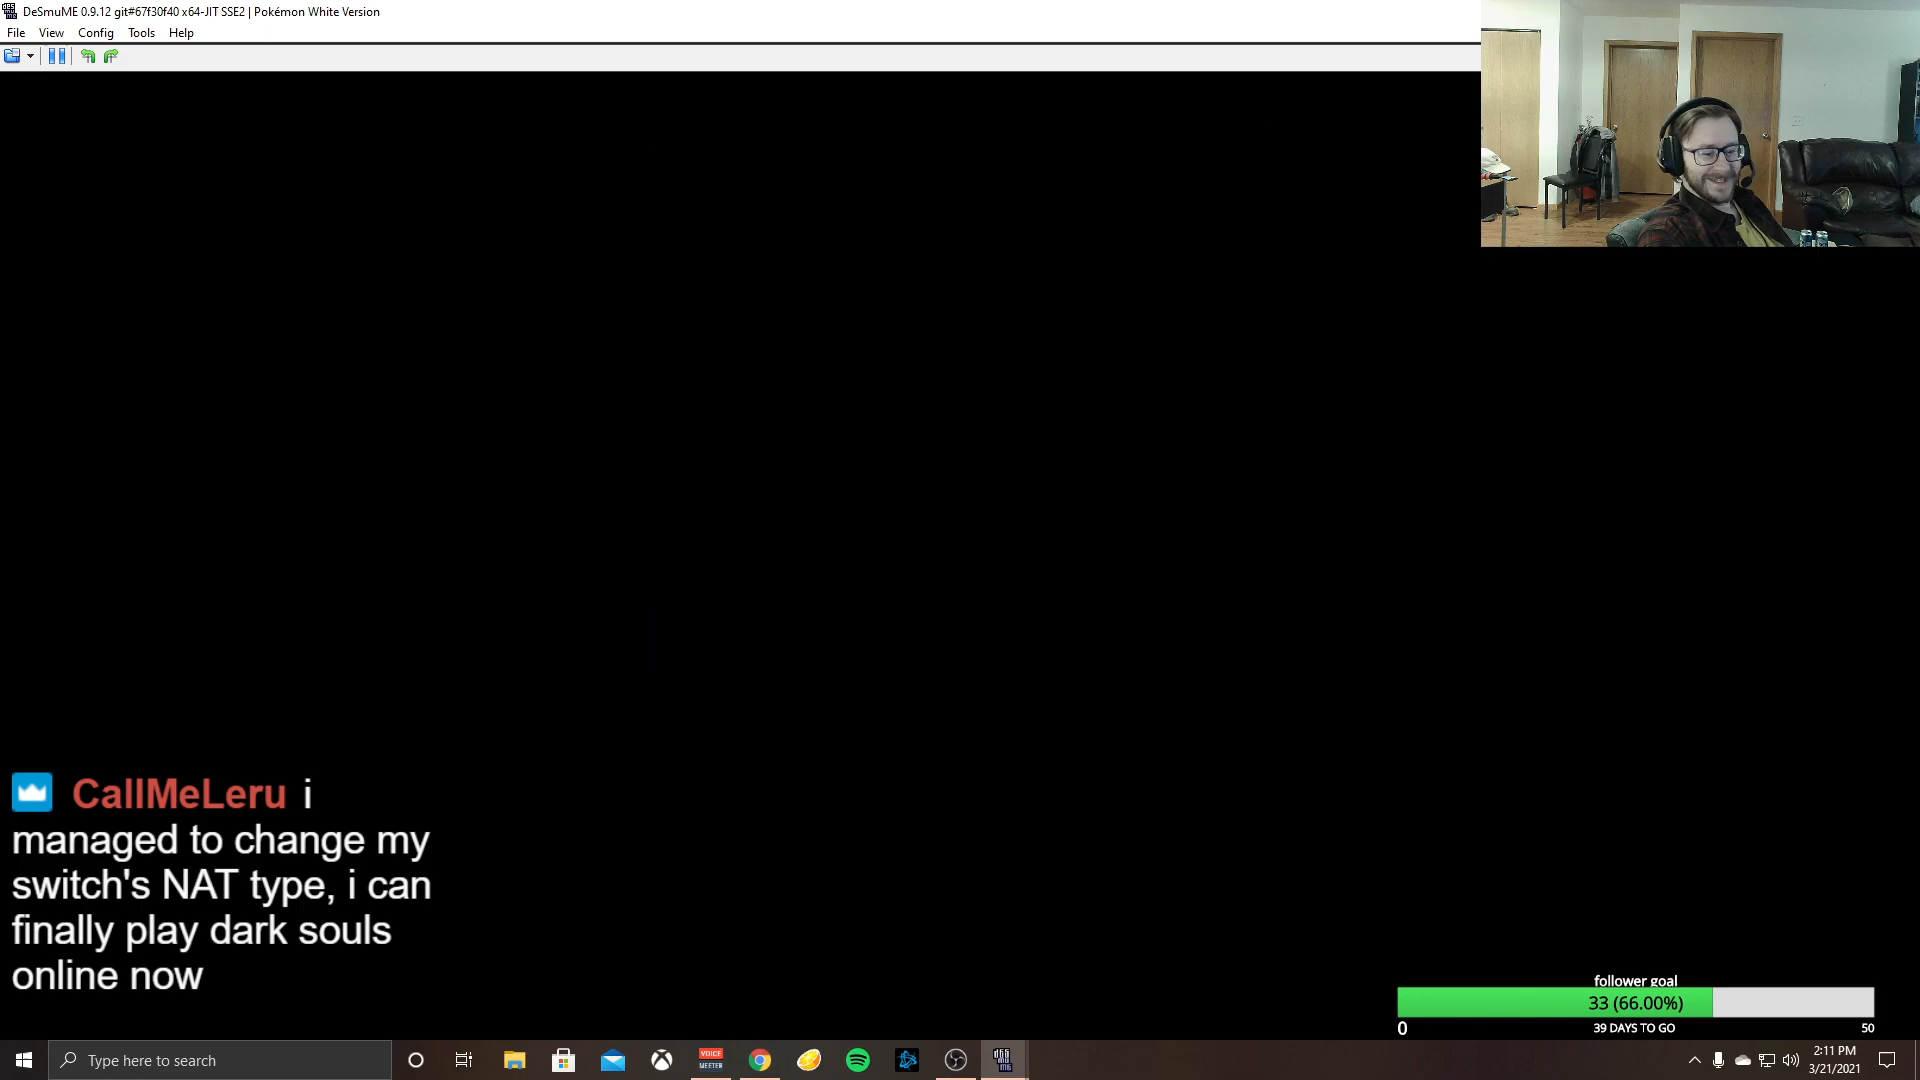 DeSmuME 0.9.12 git#67f30f40 x64-JIT SSE2 | Pokémon White Version
File View Config Tools Help
CallMeLeru i
managed to change my
switch's NAT type, i can
finally play dark souls
online now
follower goal
33 (66.00%)
0 39 DAYS TO GO 50
Type here to search
VOICE
MEETER
2:11 PM
3/21/2021